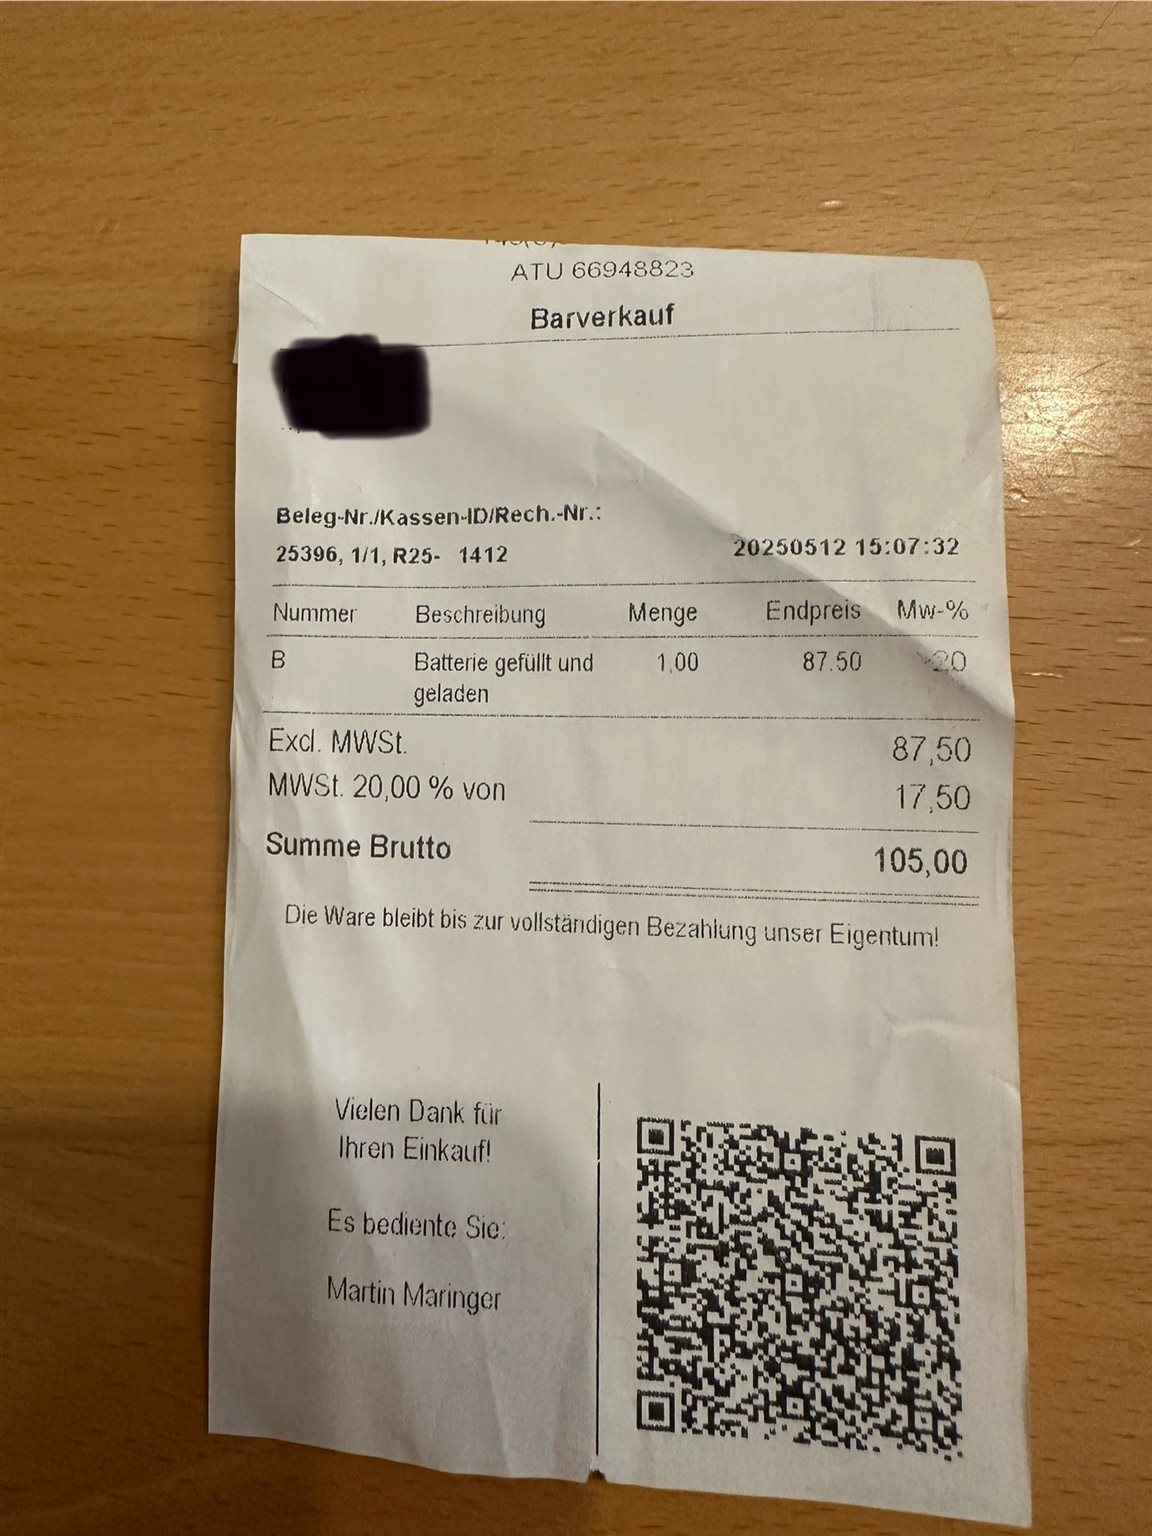 ATU 66948823
Barverkauf
Beleg-Nr./Kassen-ID/Rech.-Nr.:
25396, 1/1, R25- 1412 20250512 15:07:32
Nummer Beschreibung Menge Endpreis Mw-%
B Batterie gefüllt und 1,00 87.50 20
geladen
Excl. MWSt. 87,50
MWSt. 20,00 % von 17,50
Summe Brutto 105,00
Die Ware bleibt bis zur vollständigen Bezahlung unser Eigentum!
Vielen Dank für
Ihren Einkauf!
Es bediente Sie:
Martin Maringer